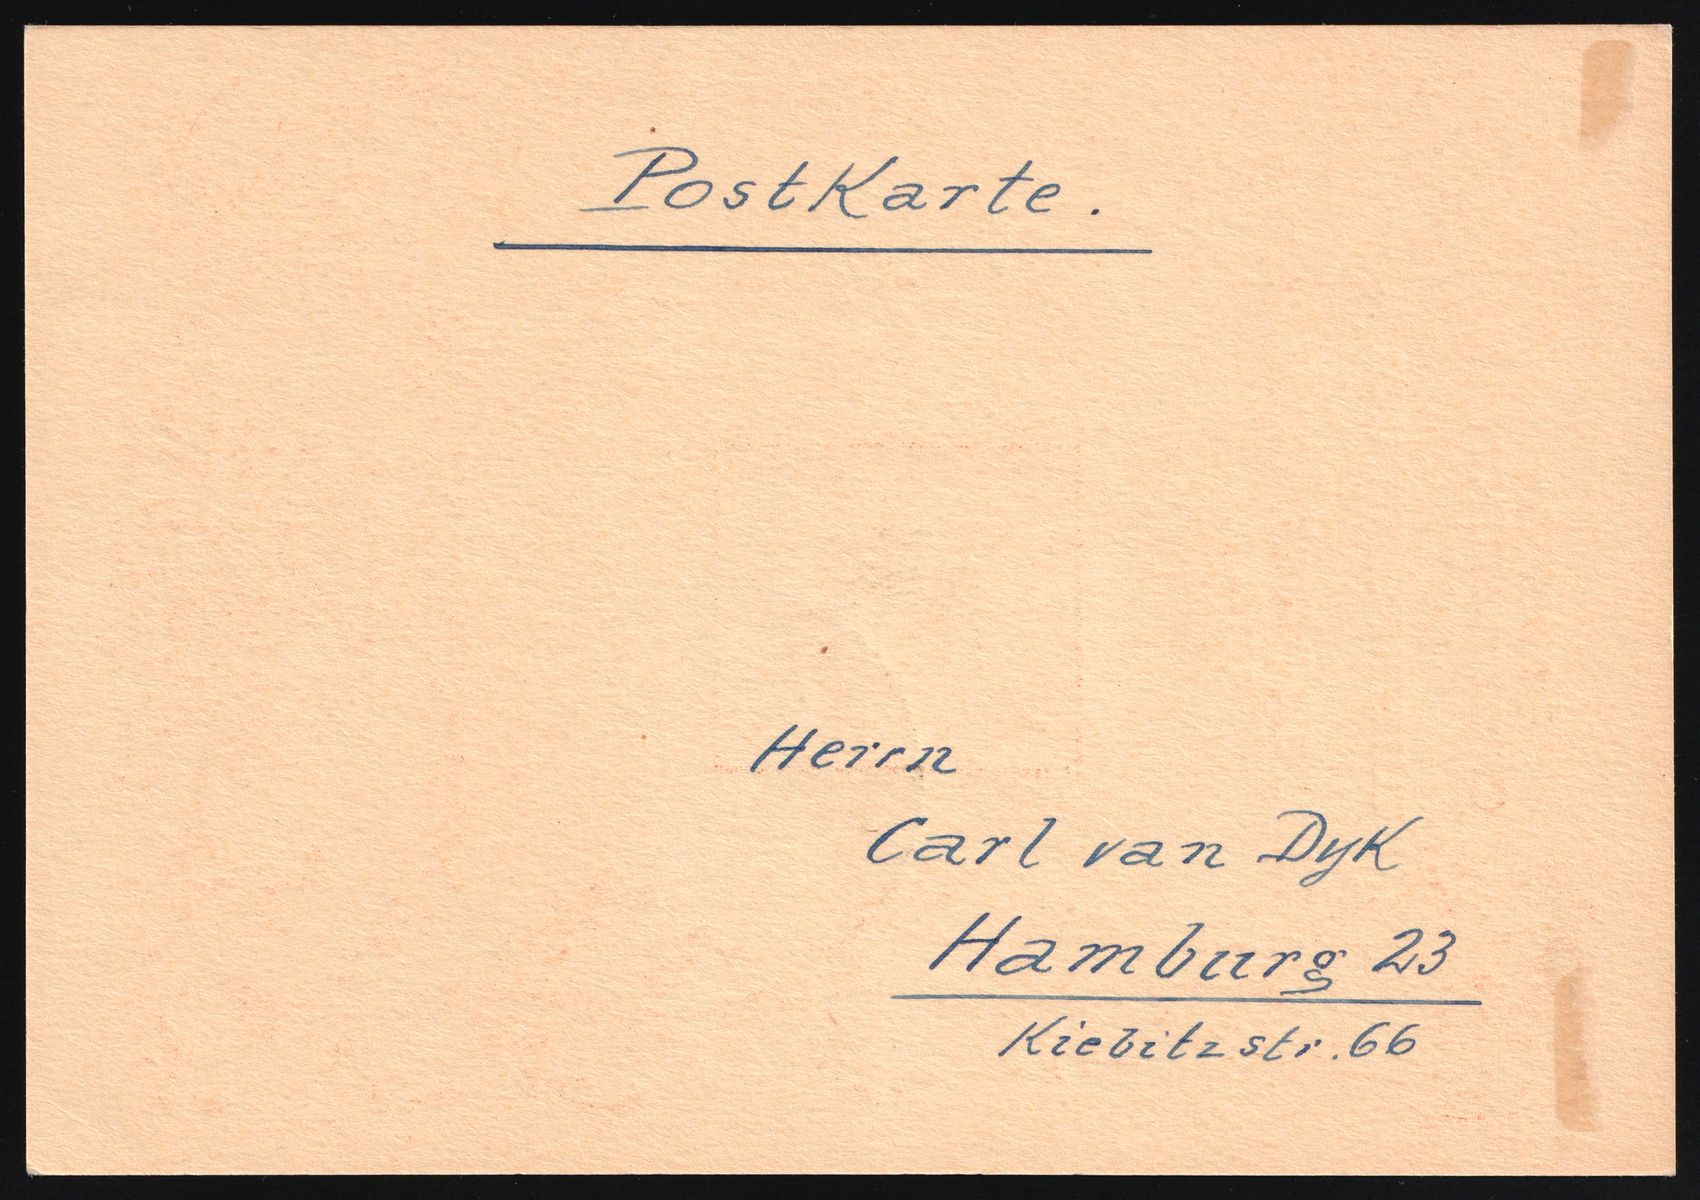 Postkarte.
Herrn
Carl van Dyk
Hamburg 23
Kiebitzstr. 66